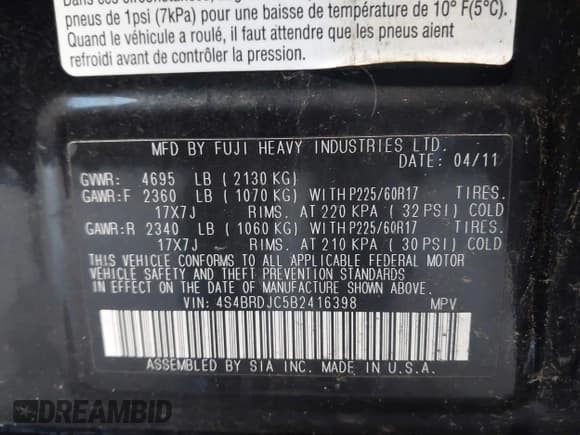 pneus de 1psi (7kPa) pour une baisse de température de 10° F(5°C).
Quand le véhicule a roulé, il faut attendre que les pneus aient
refroidi avant de contrôler la pression.
MFD BY FUJI HEAVY INDUSTRIES LTD.
DATE: 04/11
GVWR: 4695 LB (2130 KG)
GAWR:F 2360 LB (1070 KG) WITH P225/60R17 TIRES.
17X7J RIMS. AT 220 KPA (32 PSI) COLD
GAWR:R 2340 LB (1060 KG) WITH P225/60R17 TIRES.
17X7J RIMS. AT 210 KPA (30 PSI) COLD
THIS VEHICLE CONFORMS TO ALL APPLICABLE FEDERAL MOTOR
VEHICLE SAFETY AND THEFT PREVENTION STANDARDS
IN EFFECT ON THE DATE OF MANUFACTURE SHOWN ABOVE.
VIN: 4S4BRDJC5B2416398 MPV
ASSEMBLED BY SIA INC. MADE IN U.S.A.
DREAMBID